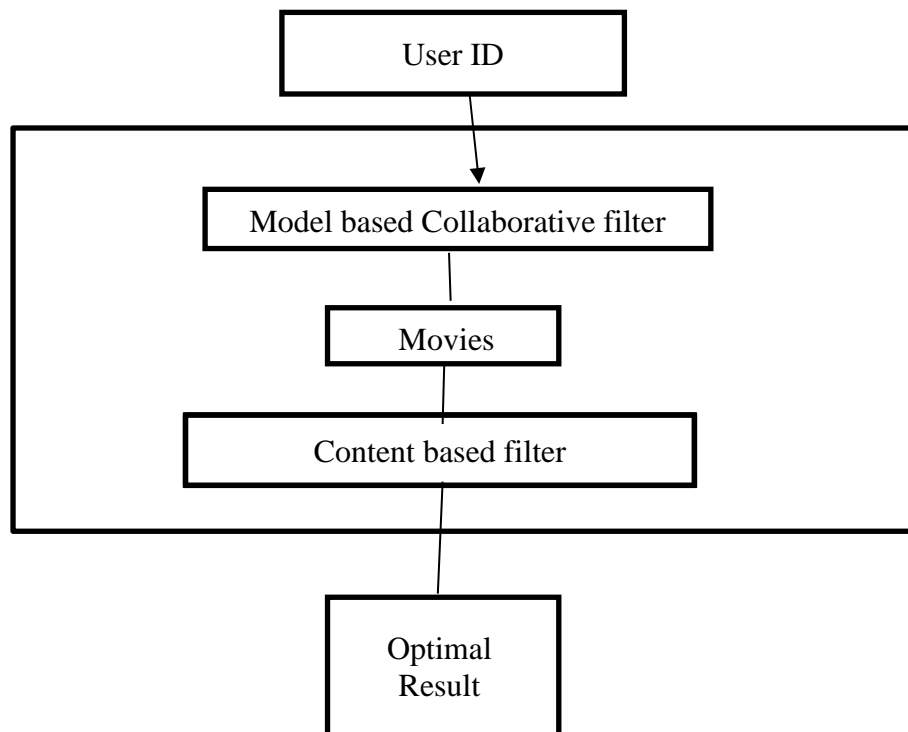 User ID
Model based Collaborative filter
Movies
Content based filter
Optimal
Result